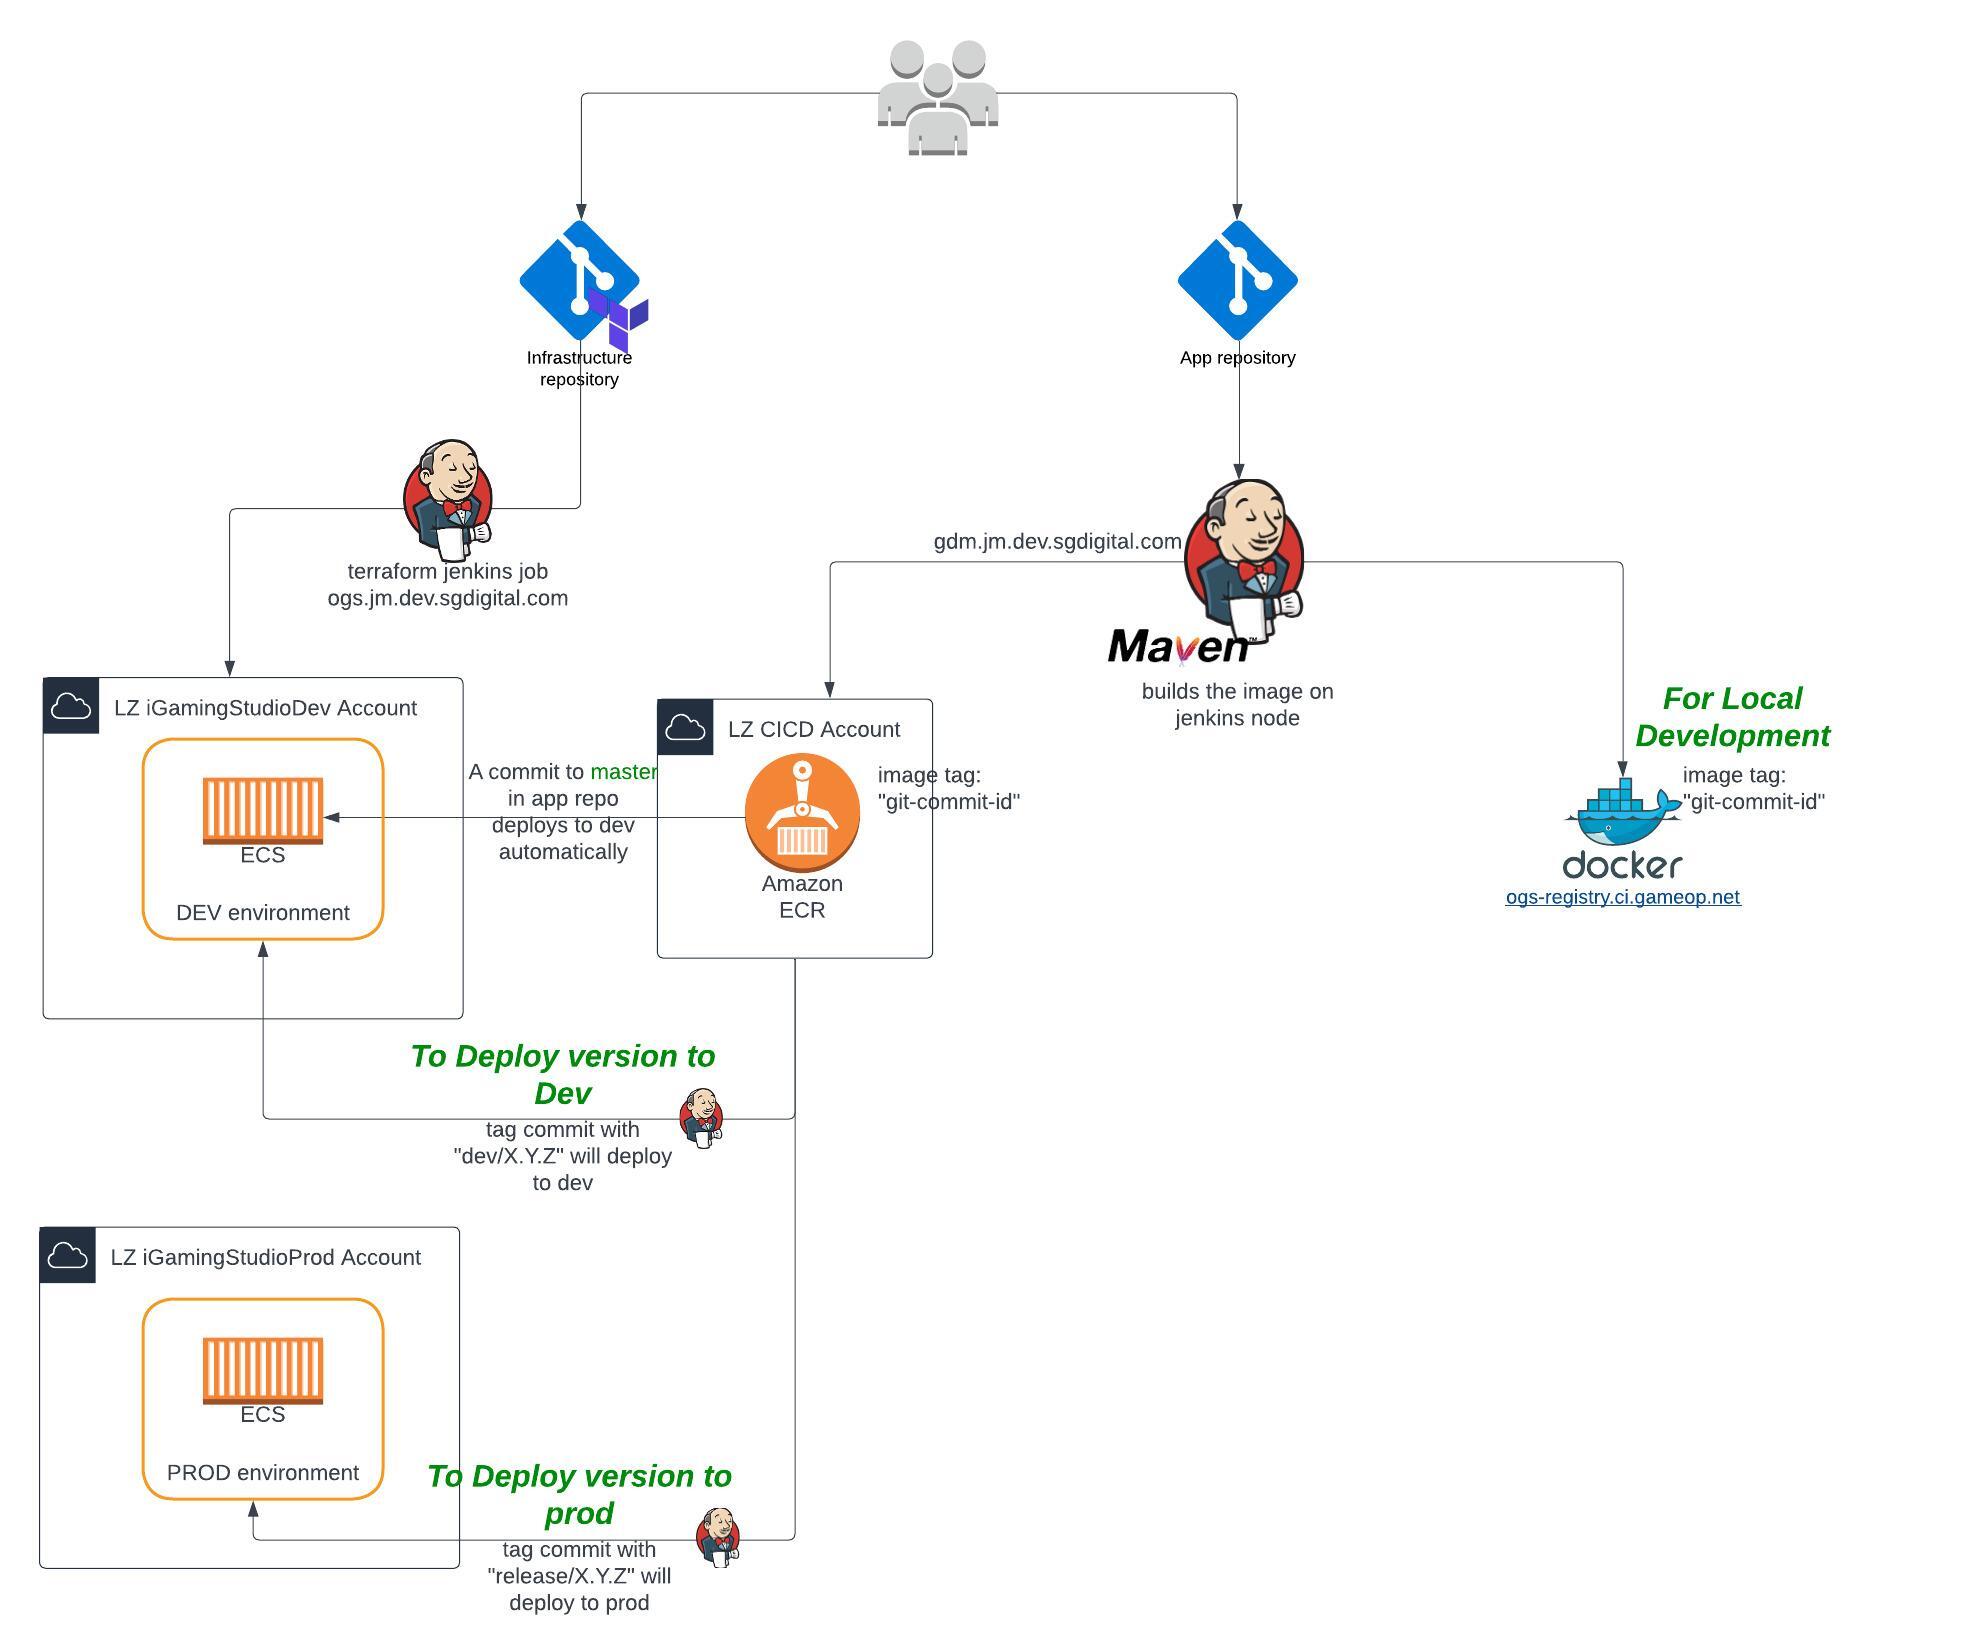 Infrastructure
repository
App repository
terraform jenkins job
ogs.jm.dev.sgdigital.com
gdm.jm.dev.sgdigital.com
Maven™
builds the image on
jenkins node
For Local
Development
image tag:
"git-commit-id"
docker
ogs-registry.ci.gameop.net
LZ iGamingStudioDev Account
ECS
DEV environment
A commit to master
in app repo
deploys to dev
automatically
LZ CICD Account
image tag:
"git-commit-id"
Amazon
ECR
To Deploy version to
Dev
tag commit with
"dev/X.Y.Z" will deploy
to dev
LZ iGamingStudioProd Account
ECS
PROD environment
To Deploy version to
prod
tag commit with
"release/X.Y.Z" will
deploy to prod